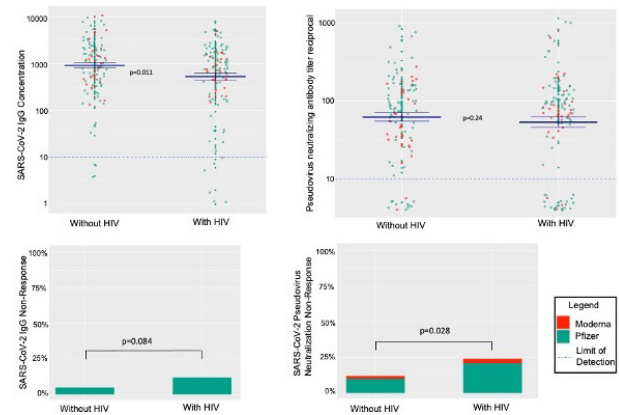 SARS-CoV-2 IgG Concentration
10000
1000
100
10
1
p=0.011
Without HIV
With HIV
Pseudovirus neutralizing antibody titer reciprocal
1000
100
10
p=0.24
Without HIV
With HIV
SARS-CoV-2 IgG Non-Response
100%
75%
50%
25%
0%
p=0.084
Without HIV
With HIV
SARS-CoV-2 Pseudovirus
Neutralization Non-Response
100%
75%
50%
25%
0%
p=0.028
Without HIV
With HIV
Legend
Moderna
Pfizer
Limit of
Detection